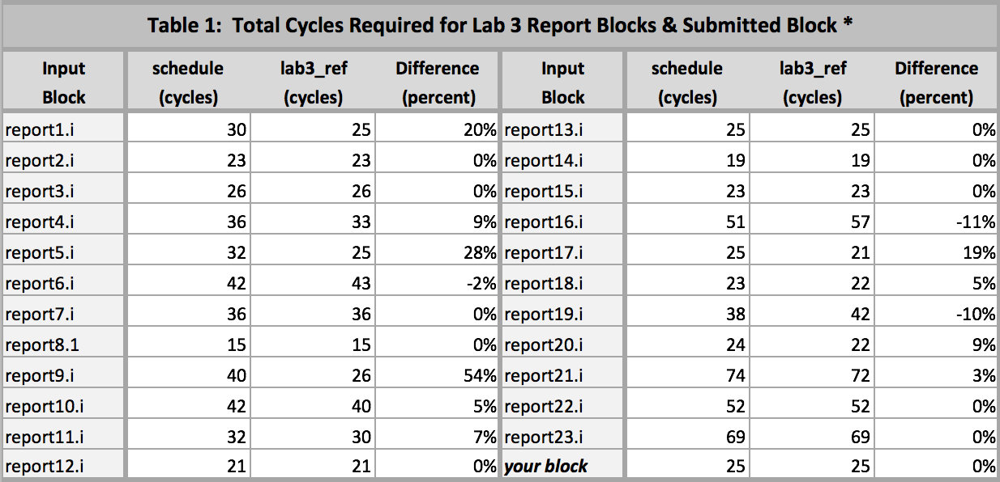 Table 1: Total Cycles Required for Lab 3 Report Blocks & Submitted Block *
Input Block schedule (cycles) lab3_ref (cycles) Difference (percent) Input Block schedule (cycles) lab3_ref (cycles) Difference (percent)
report1.i 30 25 20% report13.i 25 25 0%
report2.i 23 23 0% report14.i 19 19 0%
report3.i 26 26 0% report15.i 23 23 0%
report4.i 36 33 9% report16.i 51 57 -11%
report5.i 32 25 28% report17.i 25 21 19%
report6.i 42 43 -2% report18.i 23 22 5%
report7.i 36 36 0% report19.i 38 42 -10%
report8.1 15 15 0% report20.i 24 22 9%
report9.i 40 26 54% report21.i 74 72 3%
report10.i 42 40 5% report22.i 52 52 0%
report11.i 32 30 7% report23.i 69 69 0%
report12.i 21 21 0% your block 25 25 0%